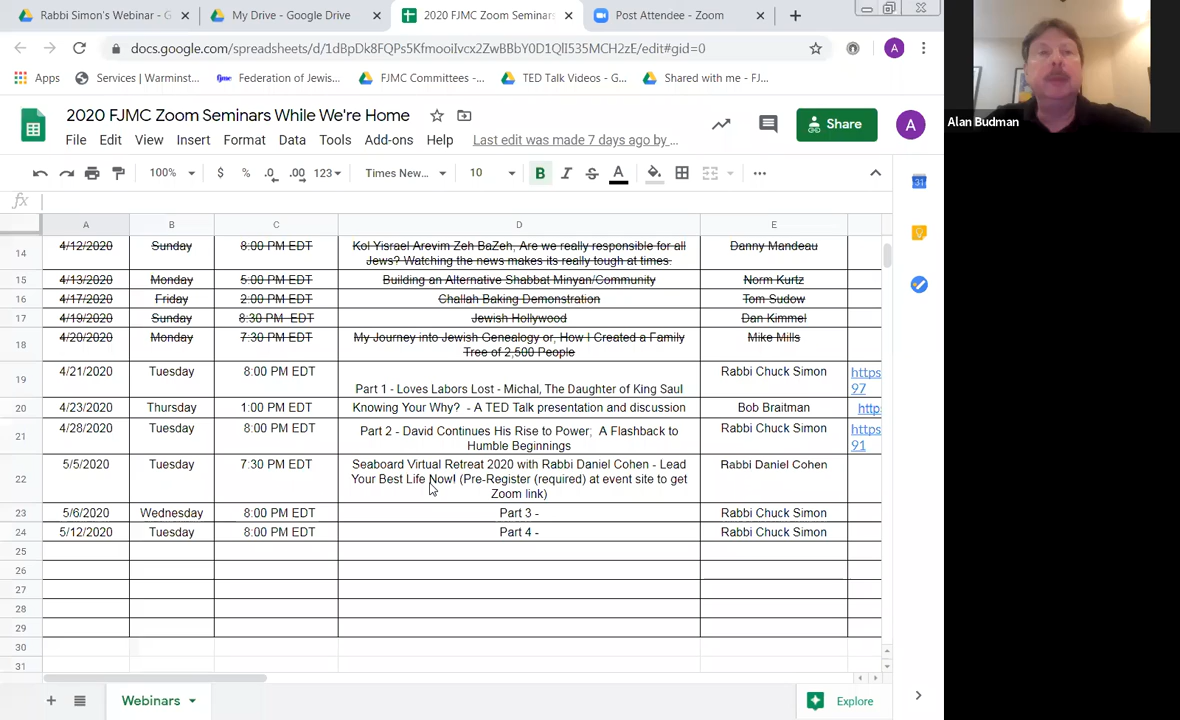 Rabbi Simon's Webinar - G
My Drive - Google Drive
2020 FJMC Zoom Seminars
Post Attendee - Zoom
docs.google.com/spreadsheets/d/1dBpDk8FQPs5KfmooiIvcx2ZwBBbY0D1QlI535MCH2zE/edit#gid=0
A
Apps
Services | Warminst...
fjmc
Federation of Jewis...
FJMC Committees -...
TED Talk Videos - G...
Shared with me - FJ...
2020 FJMC Zoom Seminars While We're Home
Share
A
Alan Budman
File Edit View Insert Format Data Tools Add-ons Help Last edit was made 7 days ago by ...
100% $ % .0 .00 123 Times New... 10 B I S A
31
fx
A B C D E
14 4/12/2020 Sunday 8:00 PM EDT Kol Yisrael Arevim Zeh BaZeh, Are we really responsible for all Danny Mandeau
Jews? Watching the news makes its really tough at times.
15 4/13/2020 Monday 5:00 PM EDT Building an Alternative Shabbat Minyan/Community Norm Kurtz
16 4/17/2020 Friday 2:00 PM EDT Challah Baking Demonstration Tom Sudow
17 4/19/2020 Sunday 8:30 PM EDT Jewish Hollywood Dan Kimmel
18 4/20/2020 Monday 7:30 PM EDT My Journey into Jewish Genealogy or, How I Created a Family Mike Mills
Tree of 2,500 People
19 4/21/2020 Tuesday 8:00 PM EDT Rabbi Chuck Simon https
Part 1 - Loves Labors Lost - Michal, The Daughter of King Saul 97
20 4/23/2020 Thursday 1:00 PM EDT Knowing Your Why? - A TED Talk presentation and discussion Bob Braitman http
21 4/28/2020 Tuesday 8:00 PM EDT Part 2 - David Continues His Rise to Power; A Flashback to Rabbi Chuck Simon https
Humble Beginnings 91
22 5/5/2020 Tuesday 7:30 PM EDT Seaboard Virtual Retreat 2020 with Rabbi Daniel Cohen - Lead Rabbi Daniel Cohen
Your Best Life Now! (Pre-Register (required) at event site to get
Zoom link)
23 5/6/2020 Wednesday 8:00 PM EDT Part 3 - Rabbi Chuck Simon
24 5/12/2020 Tuesday 8:00 PM EDT Part 4 - Rabbi Chuck Simon
25
26
27
28
29
30
31
Webinars
Explore